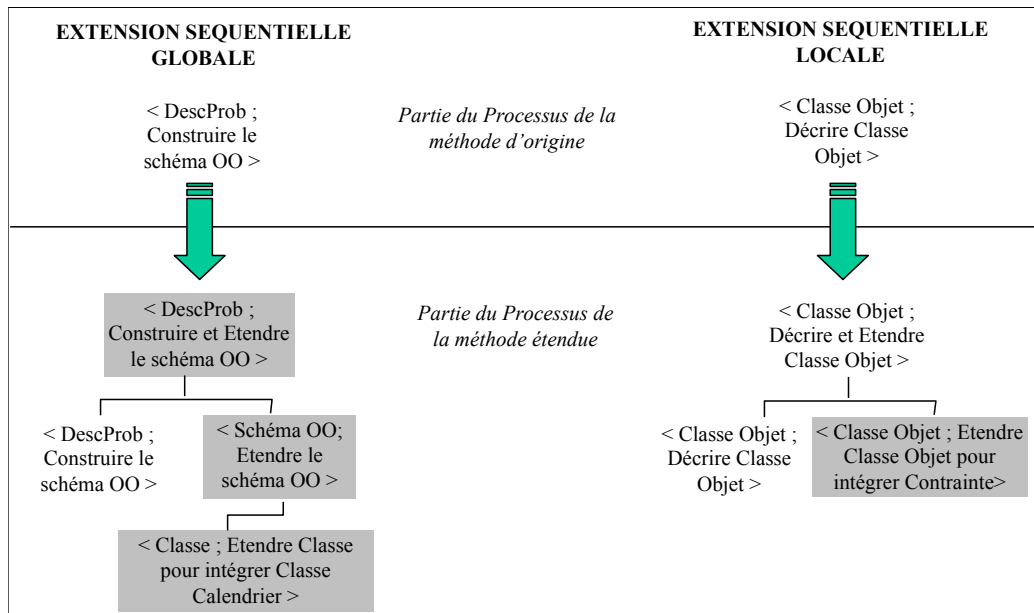 EXTENSION SEQUENTIELLE
GLOBALE
EXTENSION SEQUENTIELLE
LOCALE
< DescProb ;
Construire le
schéma OO >
Partie du Processus de la
méthode d'origine
< Classe Objet ;
Décrire Classe
Objet >
< DescProb ;
Construire et Etendre
le schéma OO >
Partie du Processus de
la méthode étendue
< Classe Objet ;
Décrire et Etendre
Classe Objet >
< DescProb ;
Construire le
schéma OO >
< Schéma OO;
Etendre le
schéma OO >
< Classe Objet ;
Décrire Classe
Objet >
< Classe Objet ; Etendre
Classe Objet pour
intégrer Contrainte>
< Classe ; Etendre Classe
pour intégrer Classe
Calendrier >